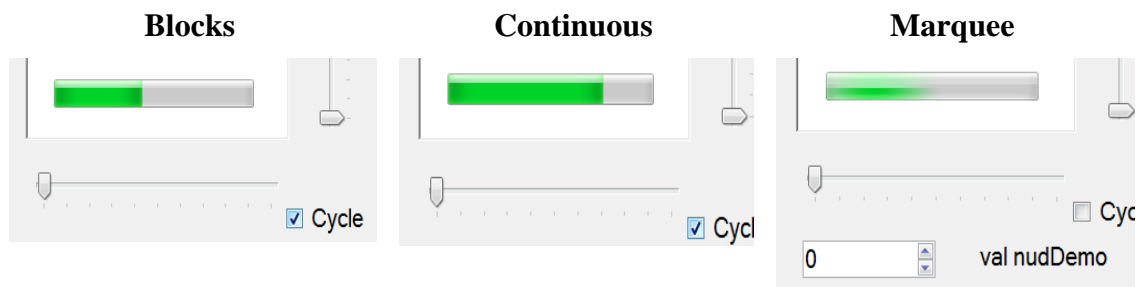 Blocks
Continuous
Marquee
Cycle
Cycl
Cyc
0
val nudDemo